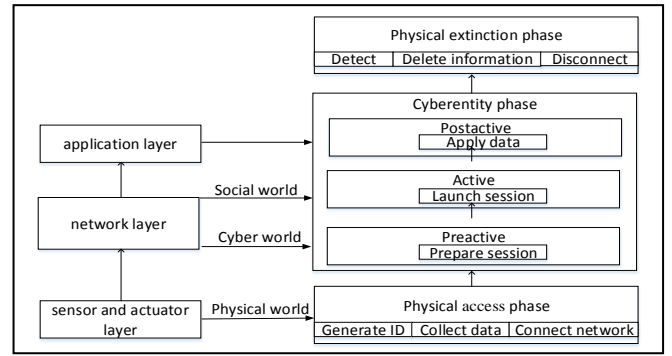 Physical extinction phase
Detect Delete information Disconnect
Cyberentity phase
Postactive
Apply data
application layer
Active
Launch session
Social world
network layer
Cyber world
Preactive
Prepare session
sensor and actuator
layer
Physical world
Physical access phase
Generate ID Collect data Connect network